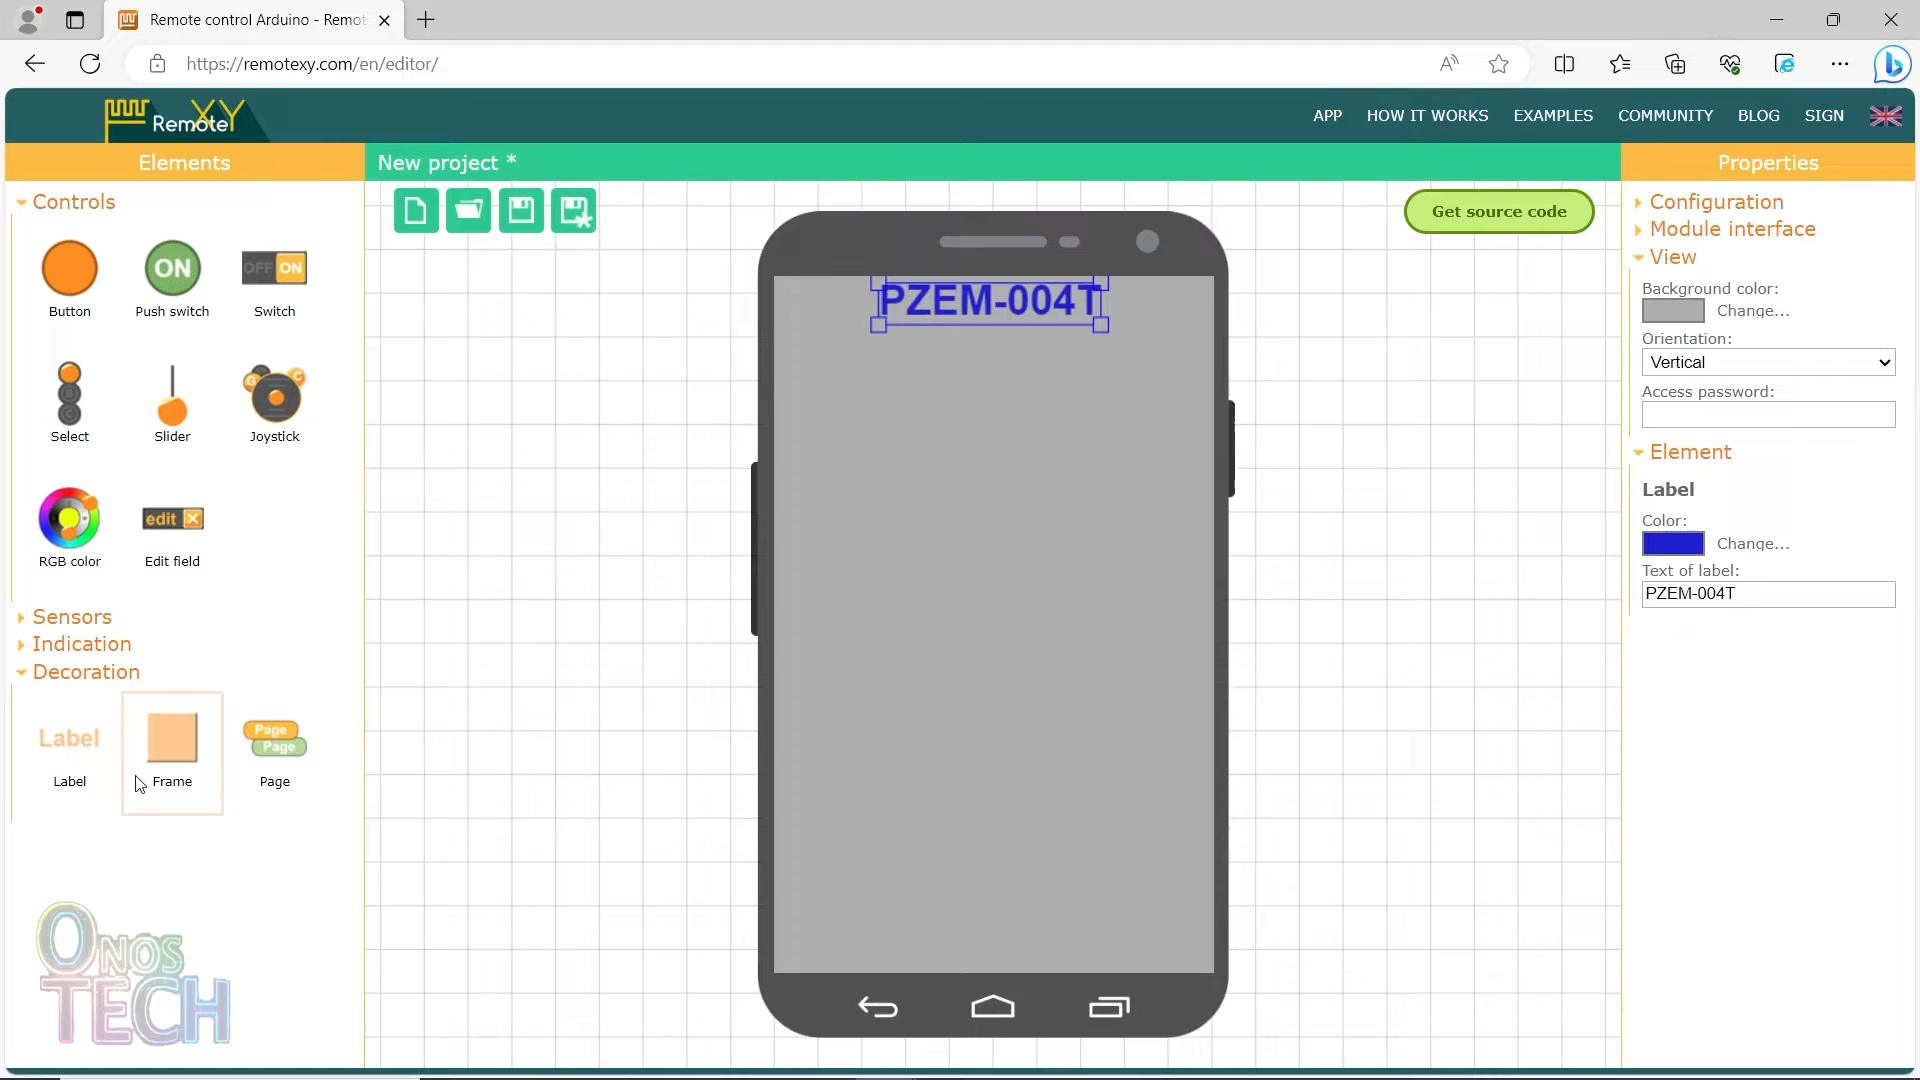 Remote control Arduino - Remot
https://remotexy.com/en/editor/
RemoteXY
APP HOW IT WORKS EXAMPLES COMMUNITY BLOG SIGN
Elements
New project *
Properties
Controls
Button
ON
Push switch
OFF ON
Switch
Select
Slider
G C
Joystick
RGB color
edit X
Edit field
Sensors
Indication
Decoration
Label
Label
Frame
Page
Page
Page
ONOS
TECH
Get source code
PZEM-004T
Configuration
Module interface
View
Background color:
Change...
Orientation:
Vertical
Access password:
Element
Label
Color:
Change...
Text of label:
PZEM-004T